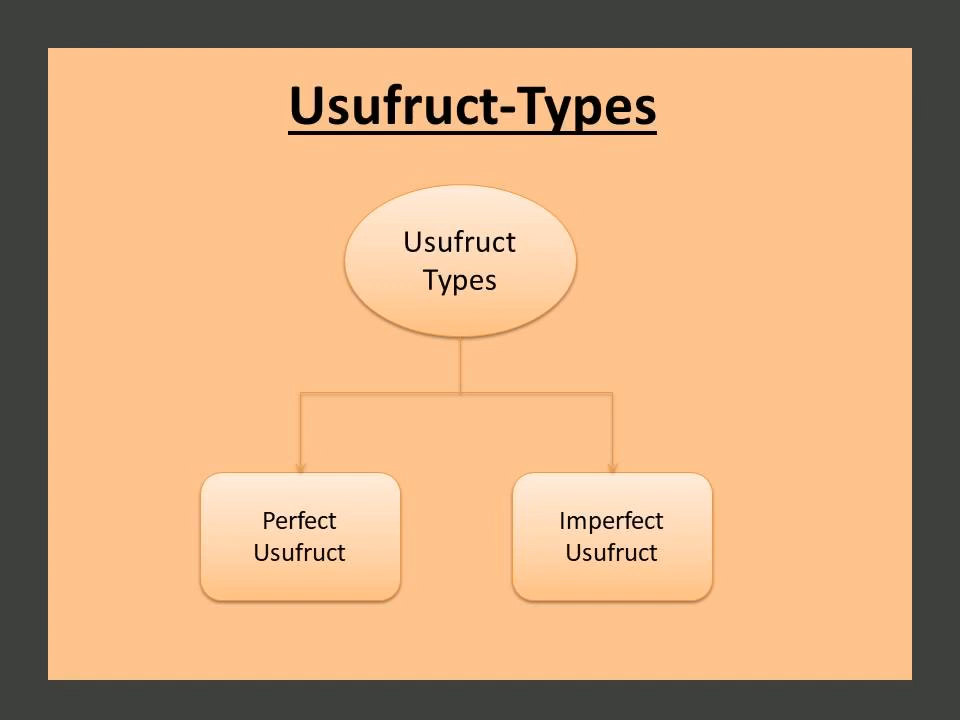 Usufruct-Types
Usufruct
Types
Perfect
Usufruct
Imperfect
Usufruct